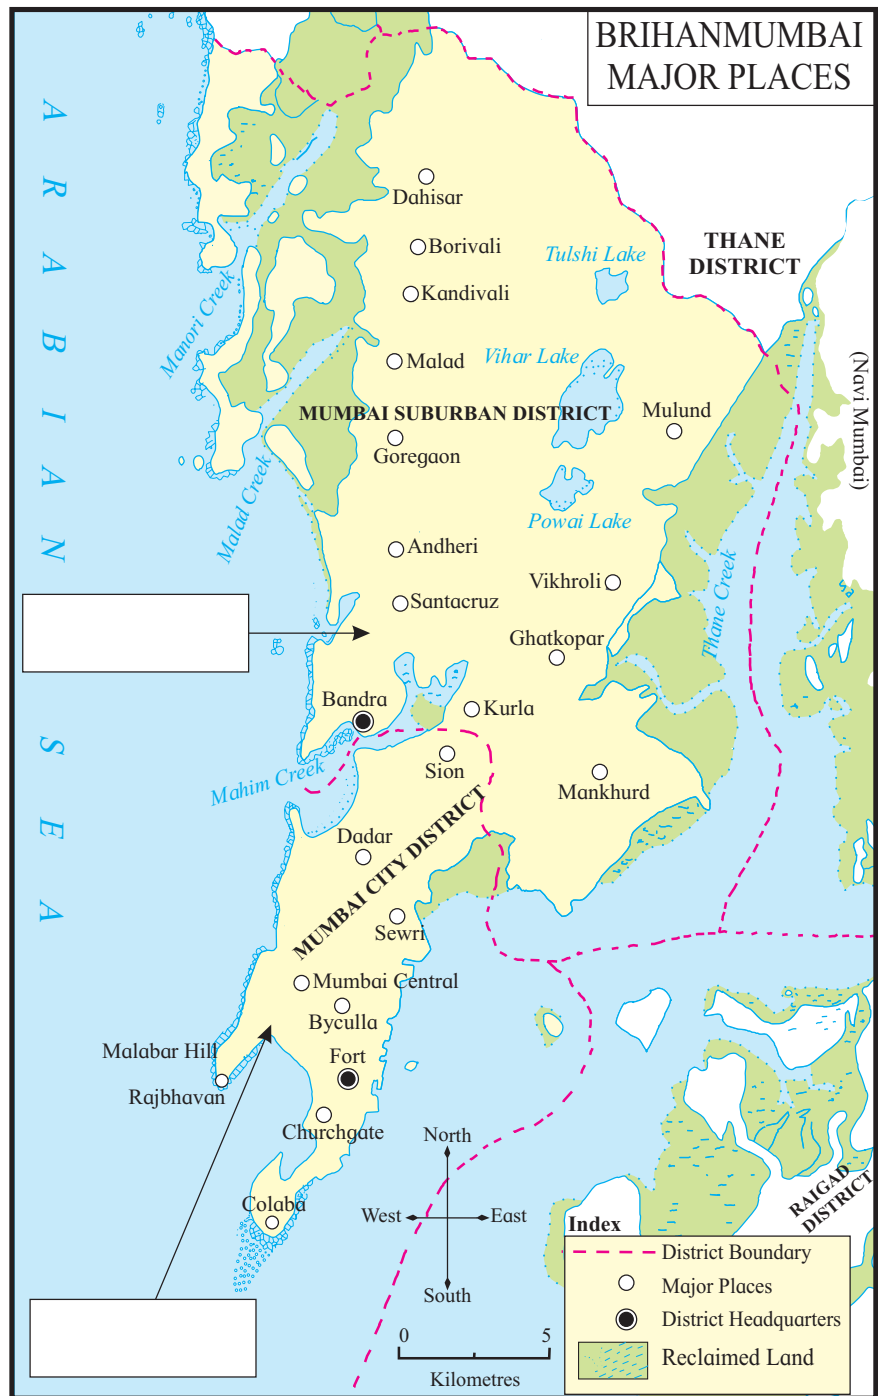 BRIHANMUMBAI
MAJOR PLACES
ARABIAN SEA
Dahisar
Borivali
Kandivali
Malad
MUMBAI SUBURBAN DISTRICT
Goregaon
Tulshi Lake
Vihar Lake
Powai Lake
THANE
DISTRICT
(Navi Mumbai)
Mulund
Manori Creek
Malad Creek
Andheri
Vikhroli
Santacruz
Ghatkopar
Thane Creek
Bandra
Kurla
Mahim Creek
Sion
Mankhurd
Dadar
MUMBAI CITY DISTRICT
Sewri
Mumbai Central
Byculla
Malabar Hill
Rajbhavan
Fort
Churchgate
Colaba
North
West
East
South
RAIGAD
DISTRICT
Index
District Boundary
Major Places
District Headquarters
Reclaimed Land
0 5
Kilometres